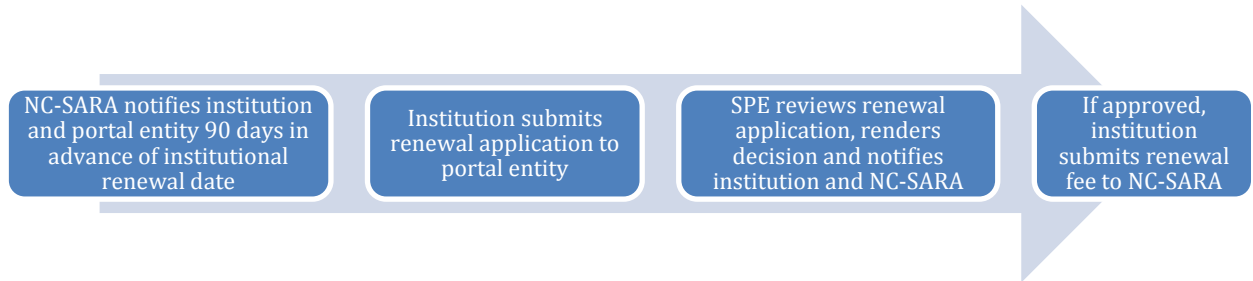 NC-SARA notifies institution
and portal entity 90 days in
advance of institutional
renewal date
Institution submits
renewal application to
portal entity
SPE reviews renewal
application, renders
decision and notifies
institution and NC-SARA
If approved,
institution
submits renewal
fee to NC-SARA